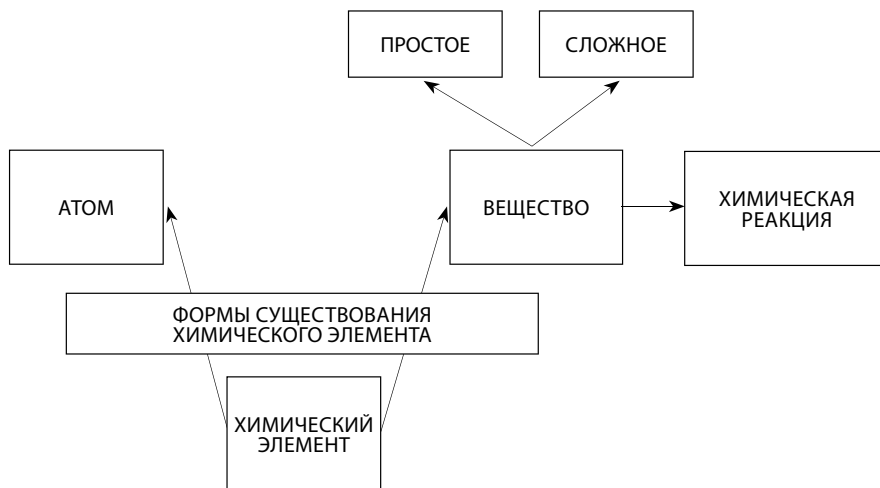 ПРОСТОЕ
СЛОЖНОЕ
АТОМ
ВЕЩЕСТВО
ХИМИЧЕСКАЯ
РЕАКЦИЯ
ФОРМЫ СУЩЕСТВОВАНИЯ
ХИМИЧЕСКОГО ЭЛЕМЕНТА
ХИМИЧЕСКИЙ
ЭЛЕМЕНТ